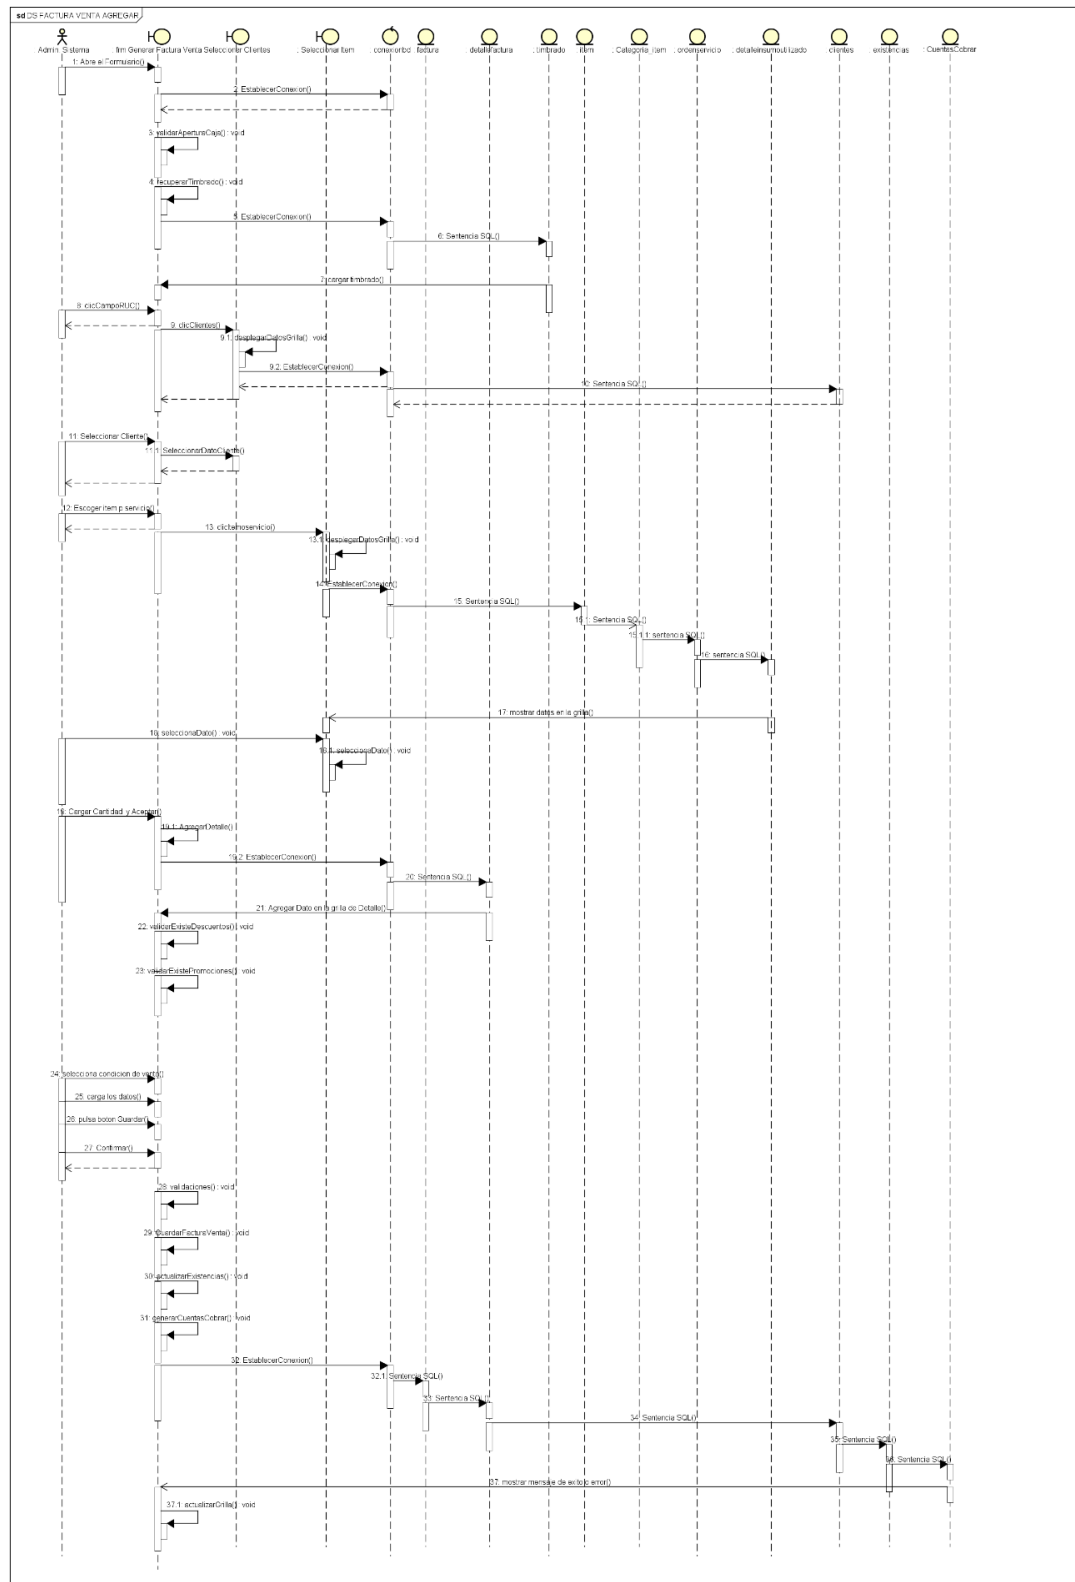 sd DS FACTURA VENTA AGREGAR
Admin_Sistema
frm Generar Factura Venta
Seleccionar Clientes
: Seleccionar Item
: conexionbd
factura
detallefactura
: timbrado
item
: Categoria_item
: ordenservicio
: detalleinsumoutilizado
clientes
existencias
: CuentasCobrar
1: Abre el Formulario()
2: EstablecerConexion()
3: validarAperturaCaja() : void
4: recuperarTimbrado() : void
5: EstablecerConexion()
6: Sentencia SQL()
7: cargar timbrado()
8: clicCampoRUC()
9: clicClientes()
9.1: desplegarDatosGrilla() : void
9.2: EstablecerConexion()
10: Sentencia SQL()
11: Seleccionar Cliente()
11.1: SeleccionarDatoCliente()
12: Escoger item p.servicio()
13: clicItemoservicio()
13.1: desplegarDatosGrilla() : void
14: EstablecerConexion()
15: Sentencia SQL()
15.1: Sentencia SQL()
15.1.1: sentencia SQL()
16: sentencia SQL()
17: mostrar datos en la grilla()
18: seleccionaDato() : void
18.1: seleccionaDato() : void
19: Cargar Cantidad y Aceptar()
19.1: AgregarDetalle()
19.2: EstablecerConexion()
20: Sentencia SQL()
21: Agregar Dato en la grilla de Detalle()
22: validarExisteDescuentos() : void
23: validarExistePromociones() : void
24: selecciona condicion de venta()
25: carga los datos()
26: pulsa boton Guardar()
27: Confirmar()
28: validaciones() : void
29: GuardarFacturaVenta() : void
30: actualizarExistencias() : void
31: generarCuentasCobrar() : void
32: EstablecerConexion()
32.1: Sentencia SQL()
33: Sentencia SQL()
34: Sentencia SQL()
35: Sentencia SQL()
36: Sentencia SQL()
37: mostrar mensaje de exito o error()
37.1: actualizarGrilla() : void